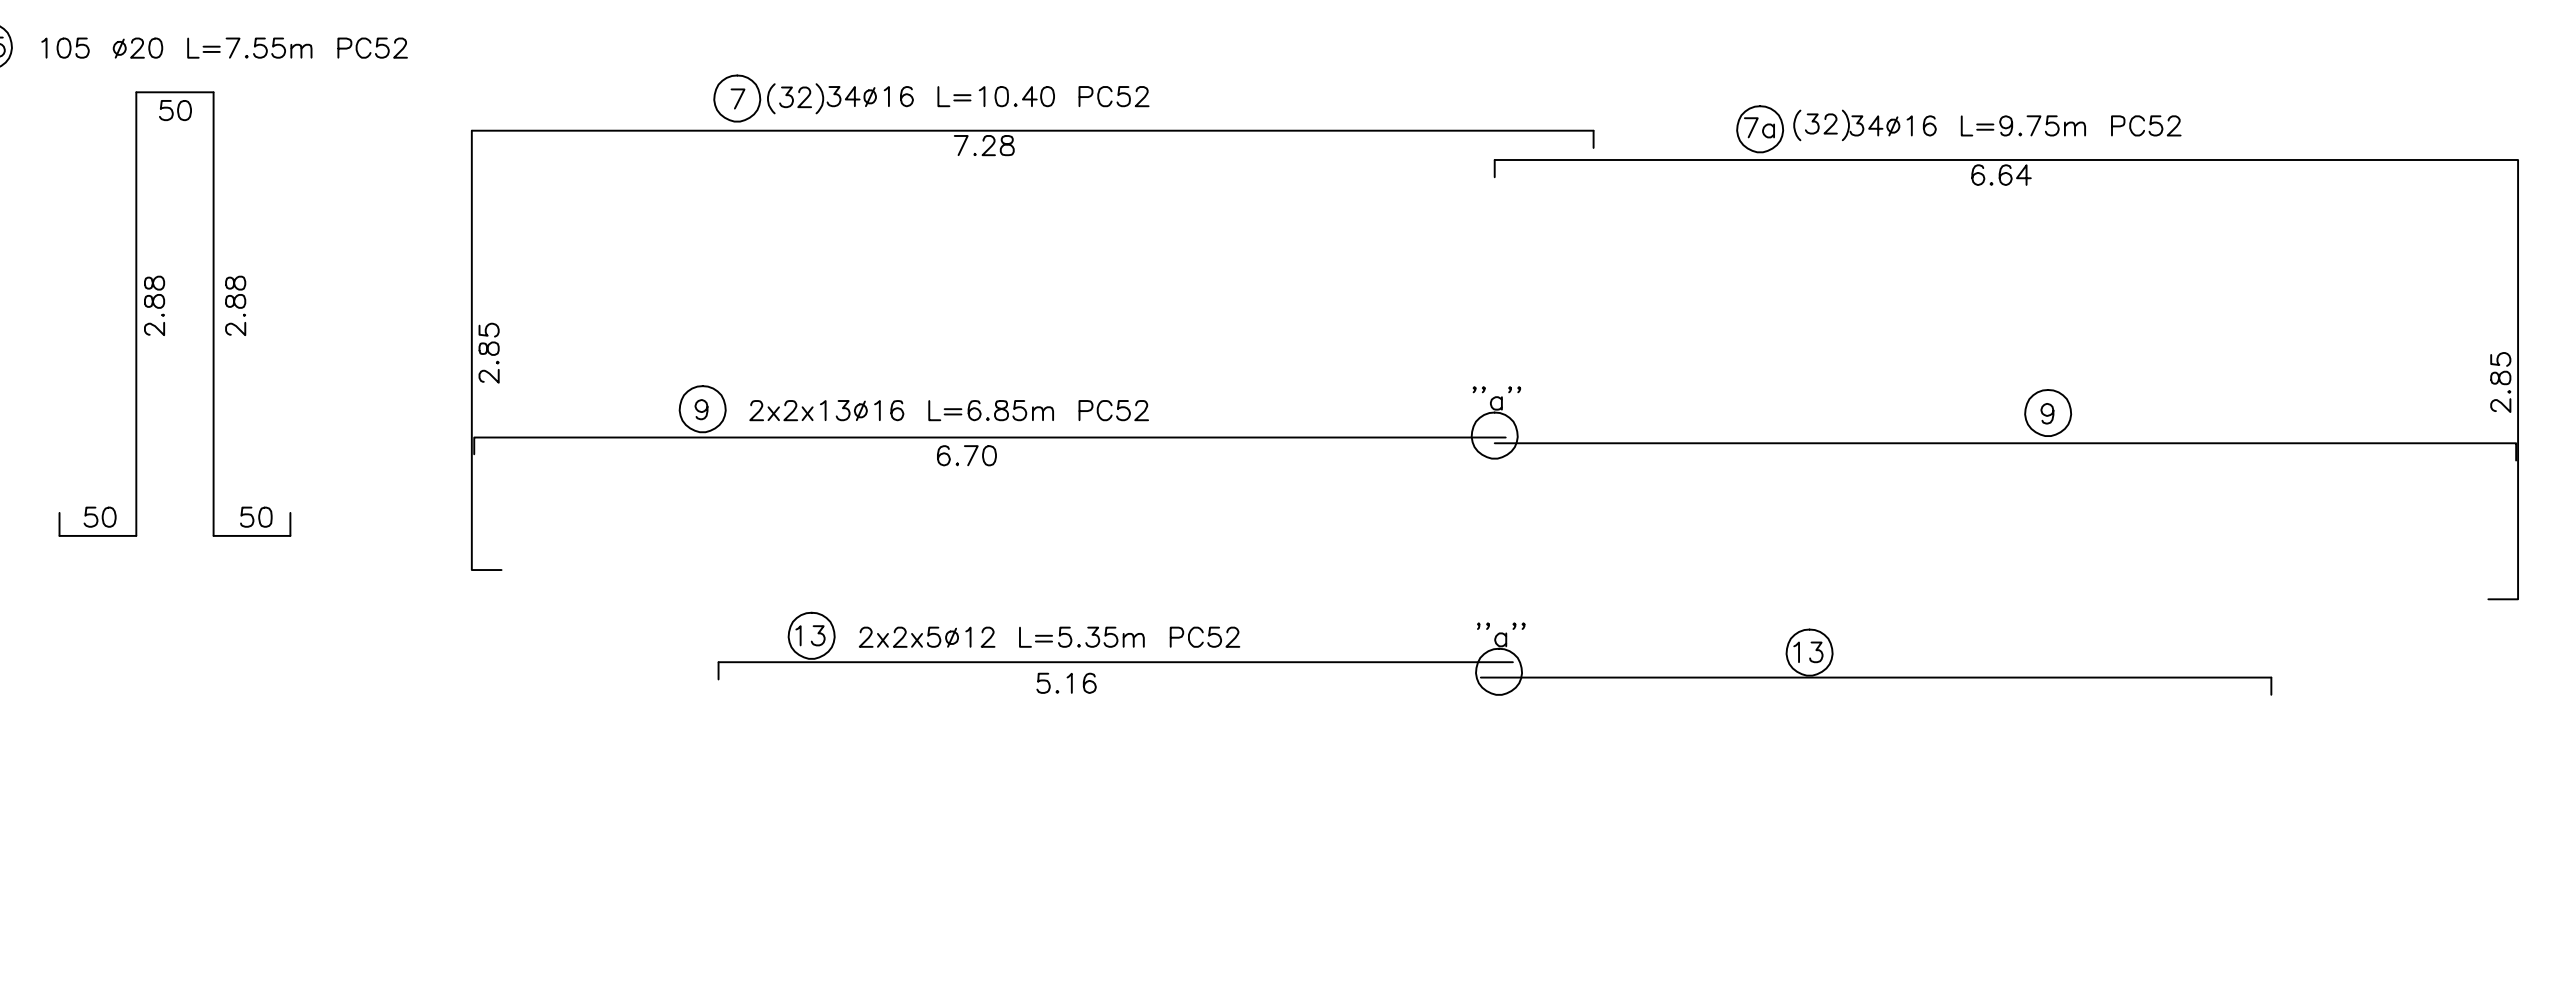 105 ø20 L=7.55m PC52
50
2.88
2.88
50
50
7 (32)34ø16 L=10.40 PC52
7.28
7a (32)34ø16 L=9.75m PC52
6.64
2.85
2.85
9 2x2x13ø16 L=6.85m PC52
6.70
"a"
9
13 2x2x5ø12 L=5.35m PC52
5.16
"a"
13